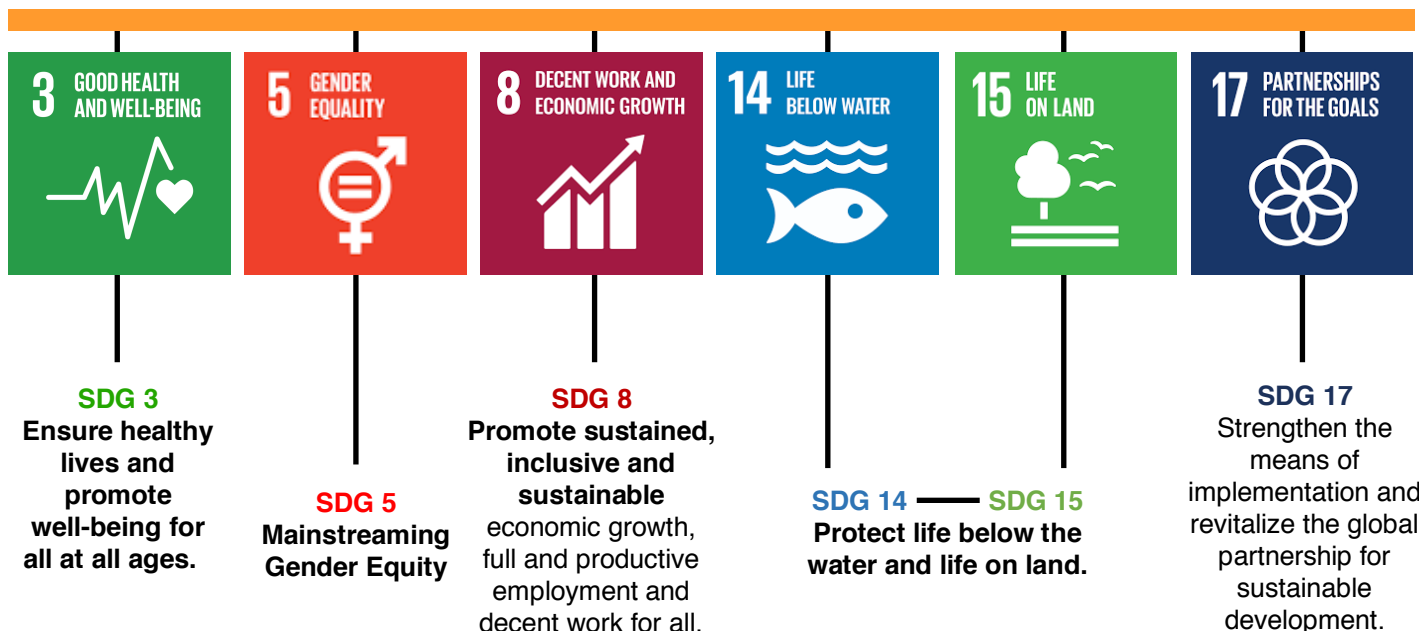 3 GOOD HEALTH
AND WELL-BEING
5 GENDER
EQUALITY
8 DECENT WORK AND
ECONOMIC GROWTH
14 LIFE
BELOW WATER
15 LIFE
ON LAND
17 PARTNERSHIPS
FOR THE GOALS
SDG 3
Ensure healthy
lives and
promote
well-being for
all at all ages.
SDG 5
Mainstreaming
Gender Equity
SDG 8
Promote sustained,
inclusive and
sustainable
economic growth,
full and productive
employment and
decent work for all.
SDG 14 SDG 15
Protect life below the
water and life on land.
SDG 17
Strengthen the
means of
implementation and
revitalize the global
partnership for
sustainable
development.